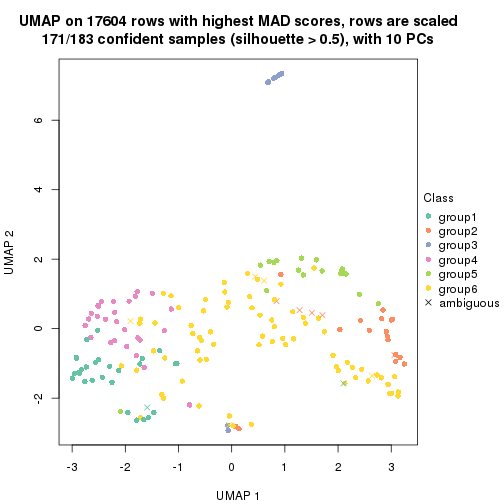 UMAP on 17604 rows with highest MAD scores, rows are scaled
171/183 confident samples (silhouette > 0.5), with 10 PCs
6
4
2
0
-2
UMAP 2
-3
-2
-1
0
1
2
3
UMAP 1
Class
group1
group2
group3
group4
group5
group6
ambiguous